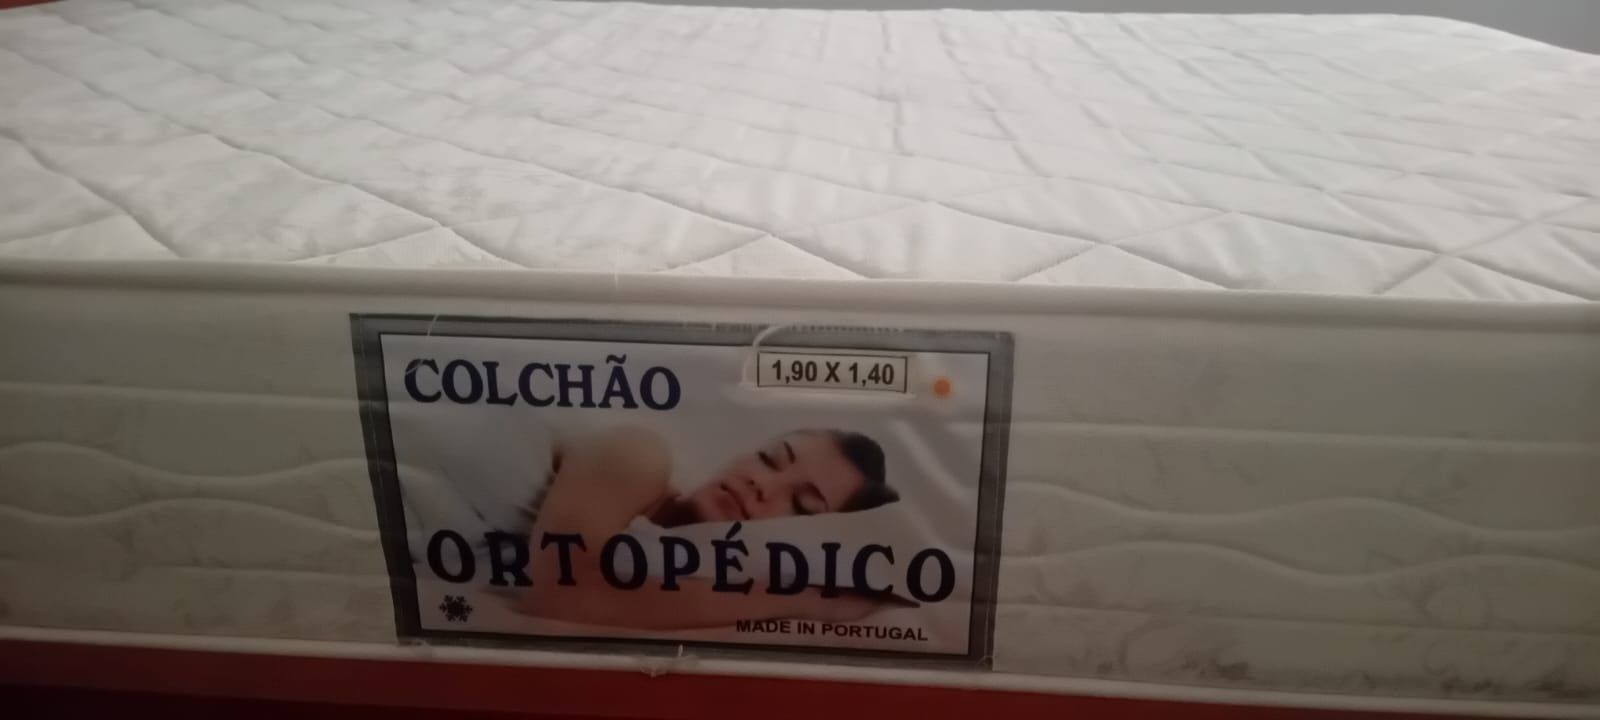 COLCHÃO
1,90 X 1,40
ORTOPÉDICO
MADE IN PORTUGAL